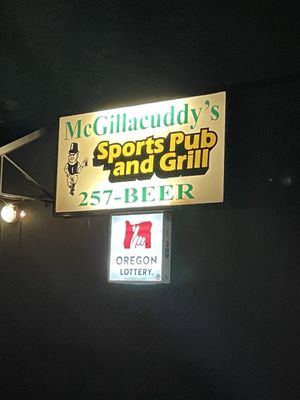 McGillacuddy's
Sports Pub
and Grill
257-BEER
OREGON
LOTTERY